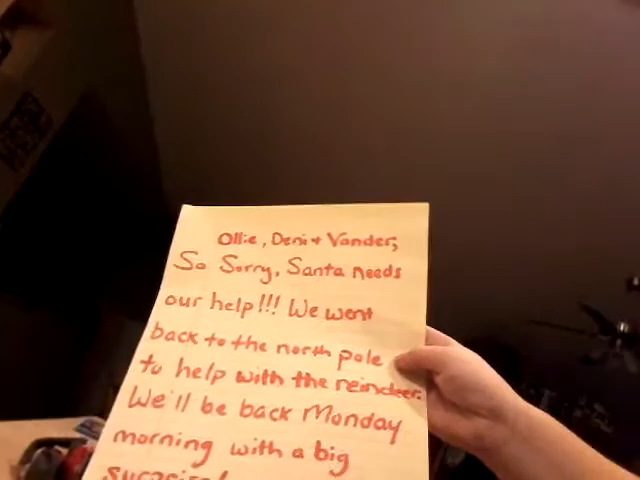 Ollie, Deni + Vander,
So Sorry, Santa needs
our help!!! We went
back to the north pole
to help with the reindeer.
We'll be back Monday
morning with a big
surprise!